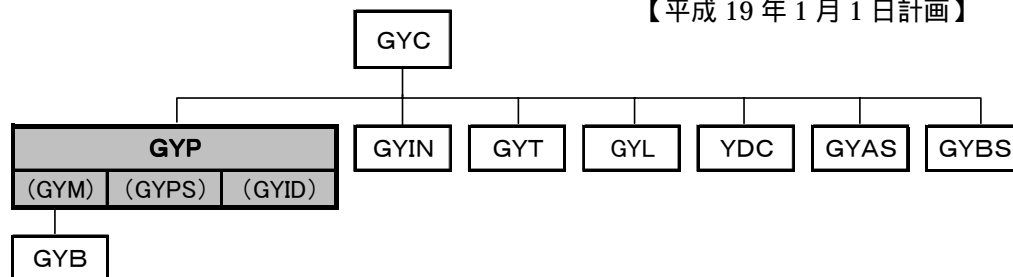 【平成 19 年 1 月 1 日計画】
GYC
GYP
GYIN
GYT
GYL
YDC
GYAS
GYBS
（GYM）
（GYPS）
（GYID）
GYB